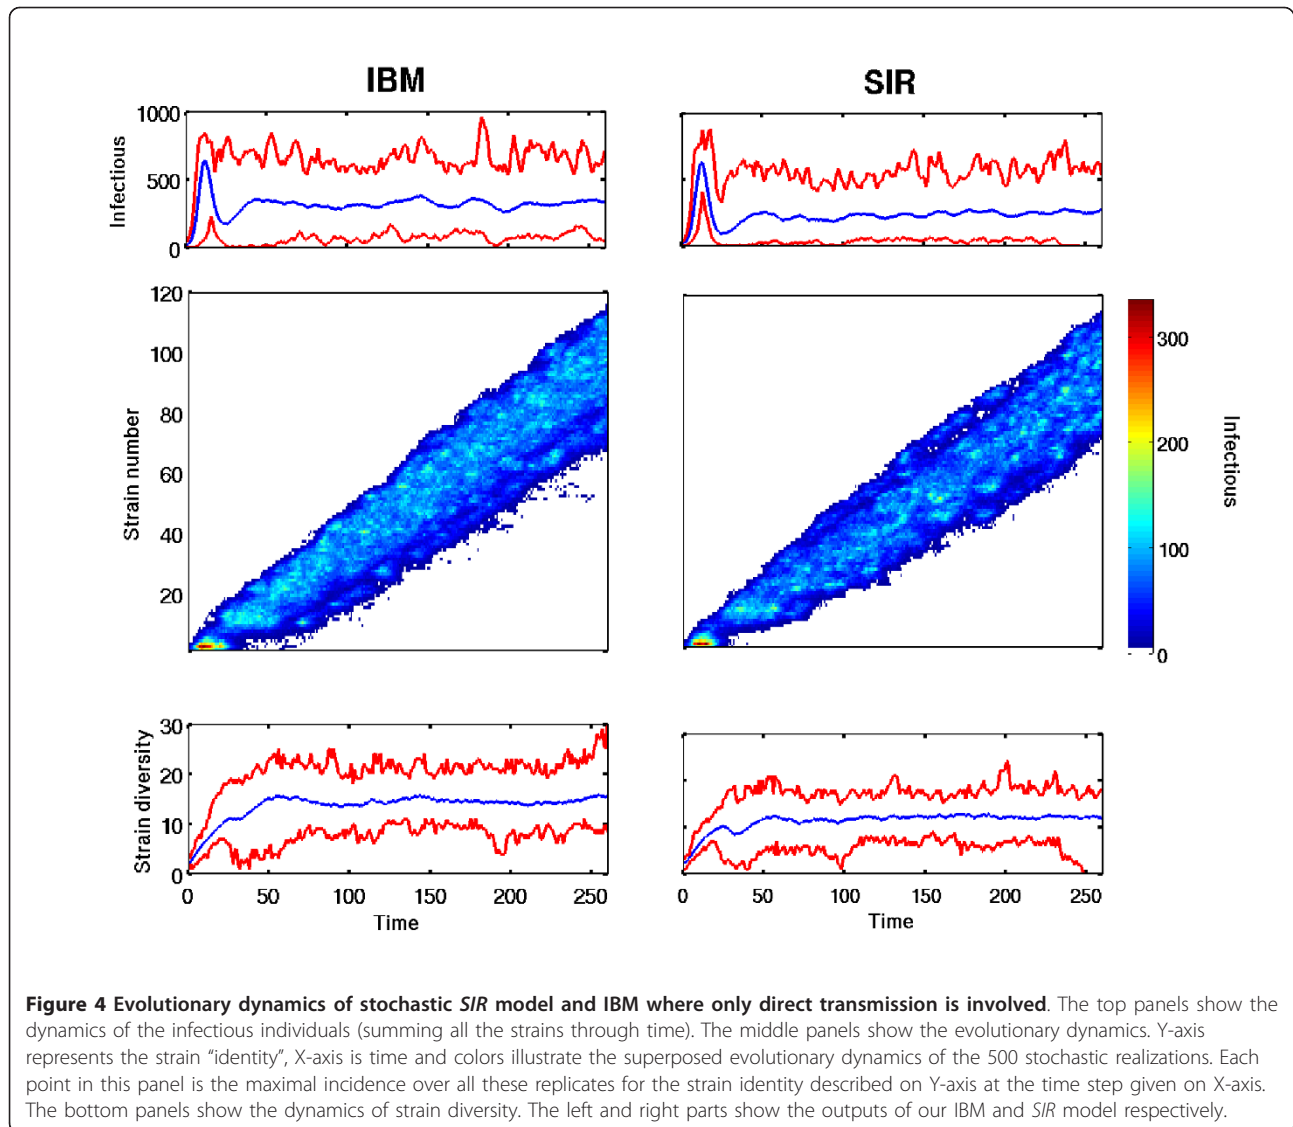 IBM
SIR
1000
500
0
Infectious
120
100
80
60
40
20
Strain number
300
200
100
0
Infectious
30
20
10
0
Strain diversity
0 50 100 150 200 250
Time
0 50 100 150 200 250
Time
Figure 4 Evolutionary dynamics of stochastic SIR model and IBM where only direct transmission is involved. The top panels show the
dynamics of the infectious individuals (summing all the strains through time). The middle panels show the evolutionary dynamics. Y-axis
represents the strain “identity”, X-axis is time and colors illustrate the superposed evolutionary dynamics of the 500 stochastic realizations. Each
point in this panel is the maximal incidence over all these replicates for the strain identity described on Y-axis at the time step given on X-axis.
The bottom panels show the dynamics of strain diversity. The left and right parts show the outputs of our IBM and SIR model respectively.